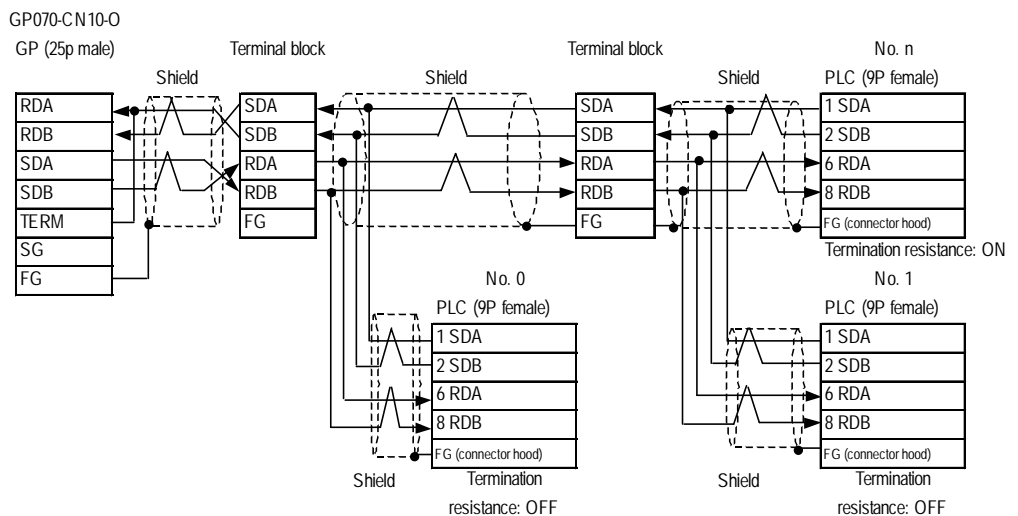 GP070-CN10-O
GP (25p male)
Terminal block
Terminal block
No. n
PLC (9P female)
Shield
Shield
Shield
RDA
RDB
SDA
SDB
TERM
SG
FG
SDA
SDB
RDA
RDB
FG
SDA
SDB
RDA
RDB
FG
1 SDA
2 SDB
6 RDA
8 RDB
FG (connector hood)
Termination resistance: ON
No. 0
PLC (9P female)
1 SDA
2 SDB
6 RDA
8 RDB
FG (connector hood)
Shield
Termination
resistance: OFF
No. 1
PLC (9P female)
1 SDA
2 SDB
6 RDA
8 RDB
FG (connector hood)
Shield
Termination
resistance: OFF